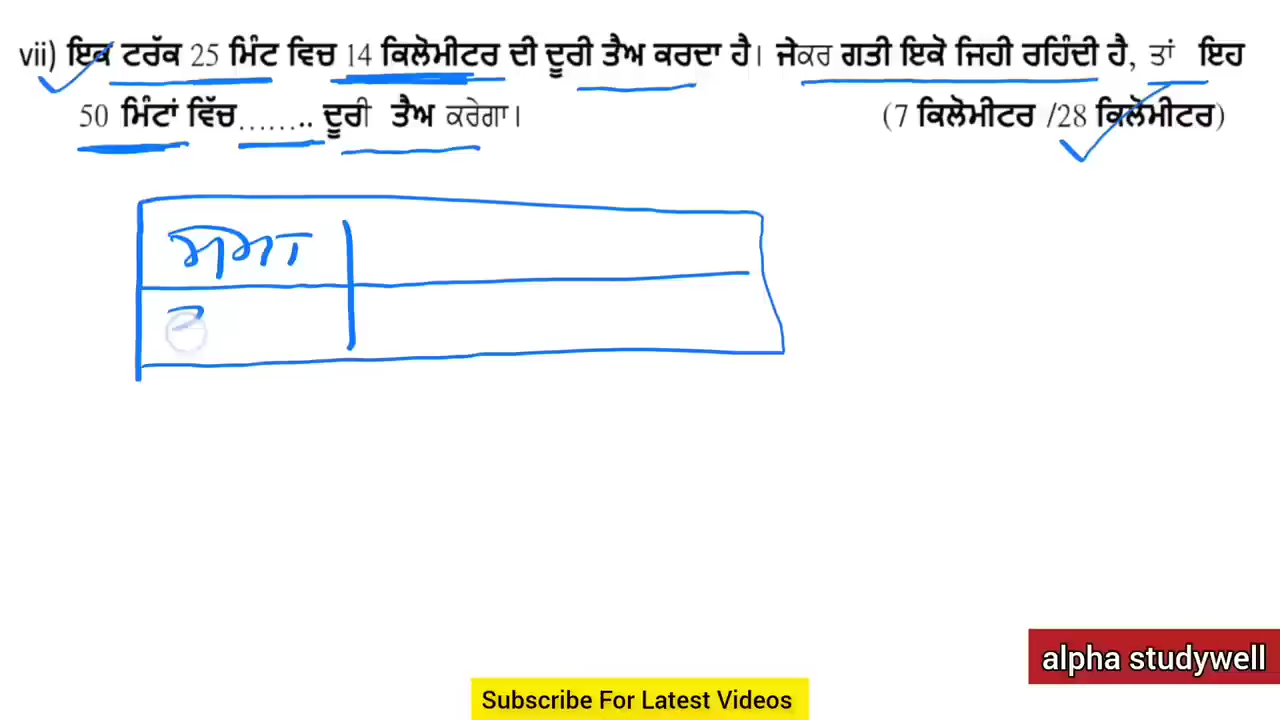 vii) ਇਕ ਟਰੱਕ 25 ਮਿੰਟ ਵਿਚ 14 ਕਿਲੋਮੀਟਰ ਦੀ ਦੂਰੀ ਤੈਅ ਕਰਦਾ ਹੈ। ਜੇਕਰ ਗਤੀ ਇਕੋ ਜਿਹੀ ਰਹਿੰਦੀ ਹੈ, ਤਾਂ ਇਹ
50 ਮਿੰਟਾਂ ਵਿੱਚ........ ਦੂਰੀ ਤੈਅ ਕਰੇਗਾ। (7 ਕਿਲੋਮੀਟਰ /28 ਕਿਲੋਮੀਟਰ)
alpha studywell
Subscribe For Latest Videos